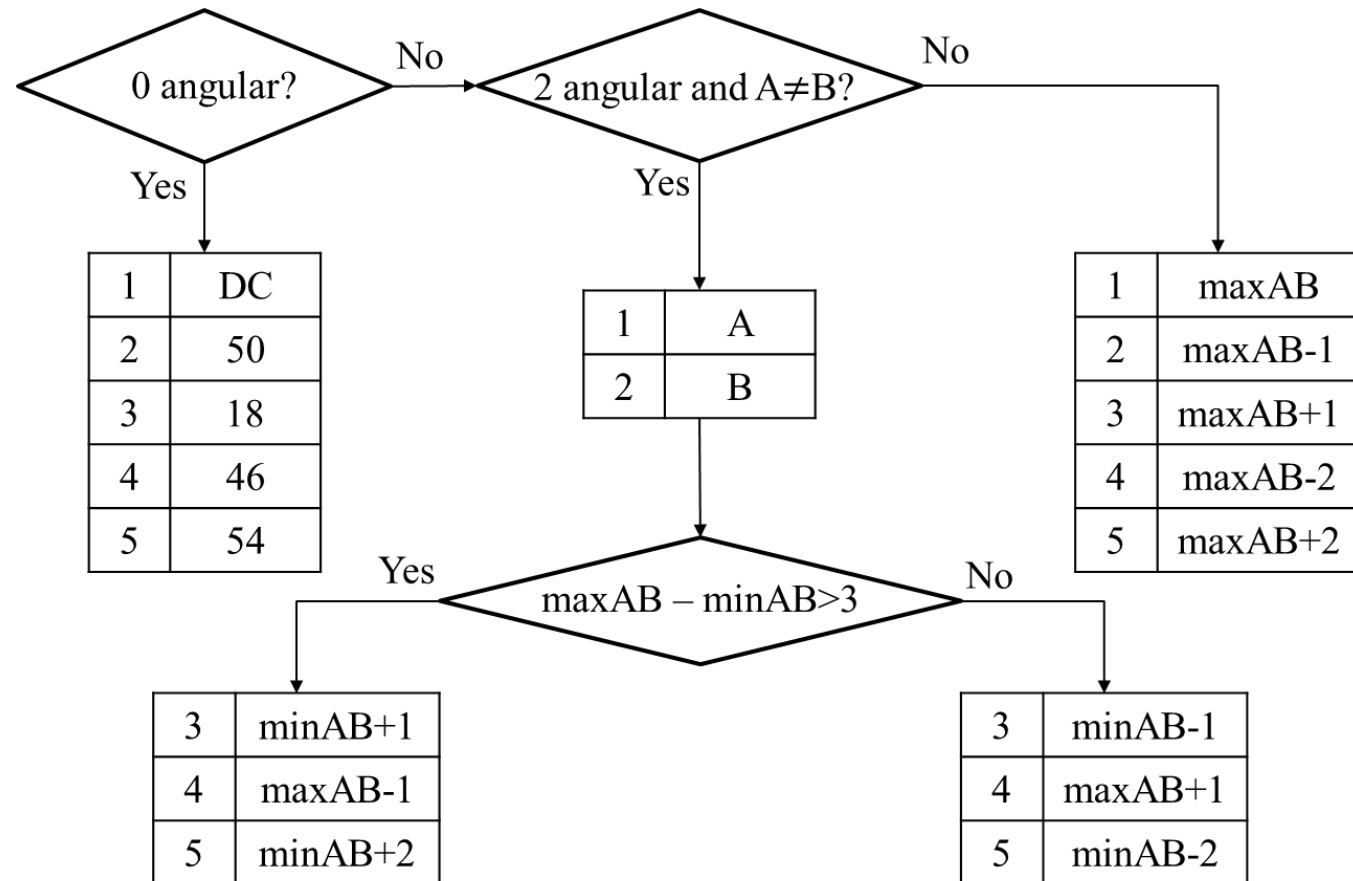 0 angular?
No
2 angular and A≠B?
No
Yes
Yes
1 DC
2 50
3 18
4 46
5 54
1 A
2 B
1 maxAB
2 maxAB-1
3 maxAB+1
4 maxAB-2
5 maxAB+2
Yes
maxAB – minAB>3
No
3 minAB+1
4 maxAB-1
5 minAB+2
3 minAB-1
4 maxAB+1
5 minAB-2